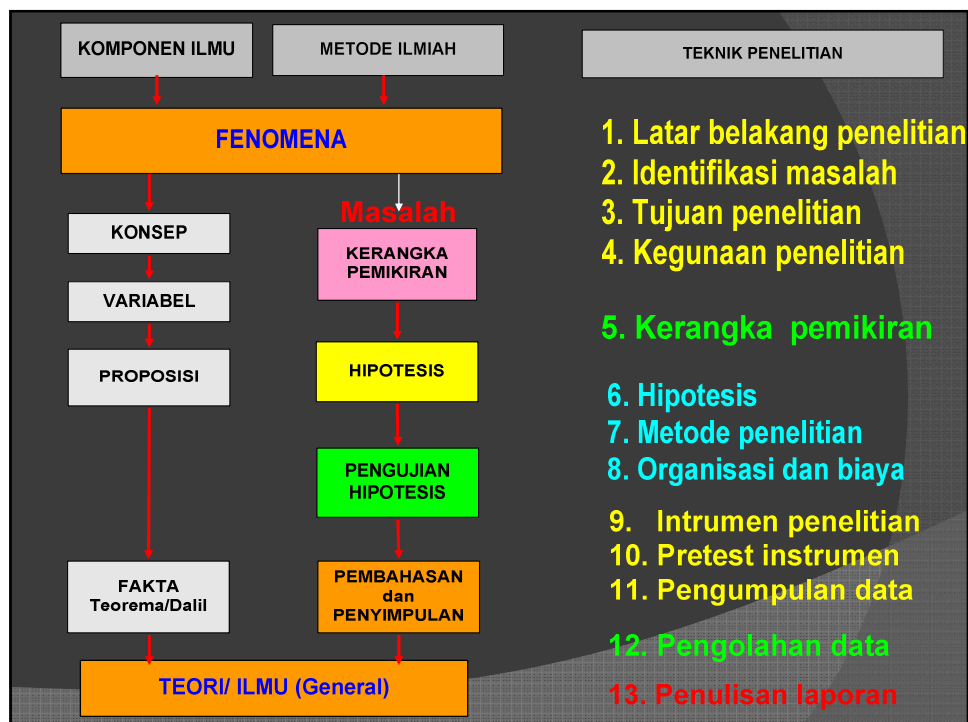 KOMPONEN ILMU
METODE ILMIAH
TEKNIK PENELITIAN
FENOMENA
KONSEP
VARIABEL
PROPOSISI
FAKTA
Teorema/Dalil
Masalah
KERANGKA
PEMIKIRAN
HIPOTESIS
PENGUJIAN
HIPOTESIS
PEMBAHASAN
dan
PENYIMPULAN
TEORI/ ILMU (General)
1. Latar belakang penelitian
2. Identifikasi masalah
3. Tujuan penelitian
4. Kegunaan penelitian
5. Kerangka pemikiran
6. Hipotesis
7. Metode penelitian
8. Organisasi dan biaya
9. Intrumen penelitian
10. Pretest instrumen
11. Pengumpulan data
12. Pengolahan data
13. Penulisan laporan